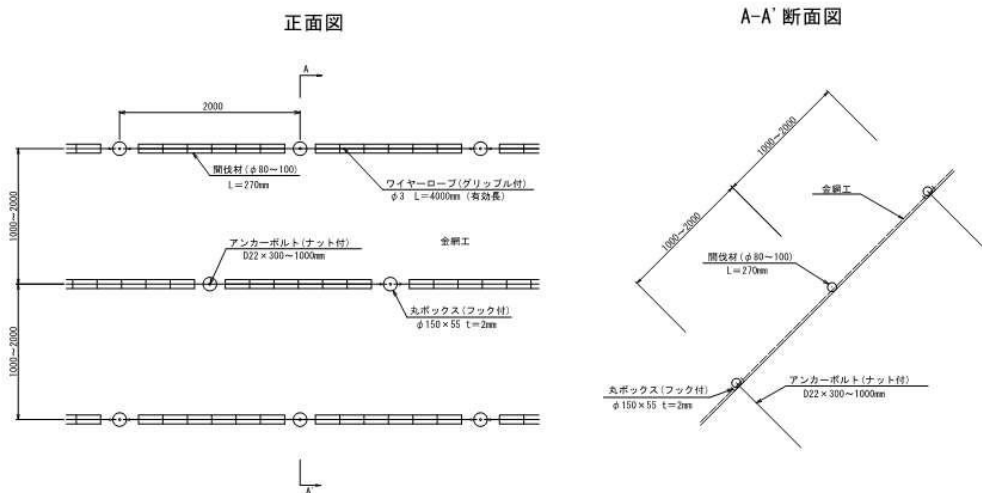 正面図
A
2000
間伐材(φ80～100)
L=270mm
ワイヤーロープ(グリップル付)
φ3 L=4000mm (有効長)
1000～2000
アンカーボルト(ナット付)
D22×300～1000mm
金網工
丸ボックス(フック付)
φ150×55 t=2mm
1000～2000
A'
A-A'断面図
1000～2000
1000～2000
金網工
間伐材(φ80～100)
L=270mm
丸ボックス(フック付)
φ150×55 t=2mm
アンカーボルト(ナット付)
D22×300～1000mm